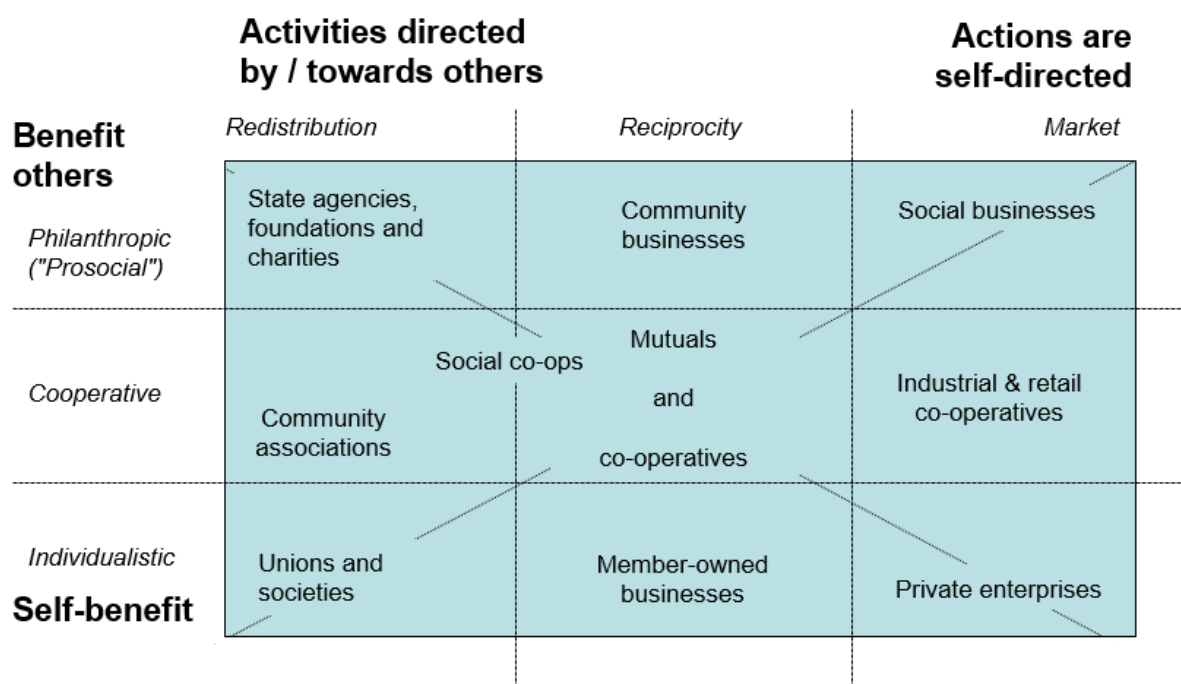 Activities directed
by / towards others
Actions are
self-directed
Redistribution
Reciprocity
Market
Benefit
others
Philanthropic
("Prosocial")
State agencies,
foundations and
charities
Community
businesses
Social businesses
Cooperative
Social co-ops
Community
associations
Mutuals
and
co-operatives
Industrial & retail
co-operatives
Individualistic
Self-benefit
Unions and
societies
Member-owned
businesses
Private enterprises